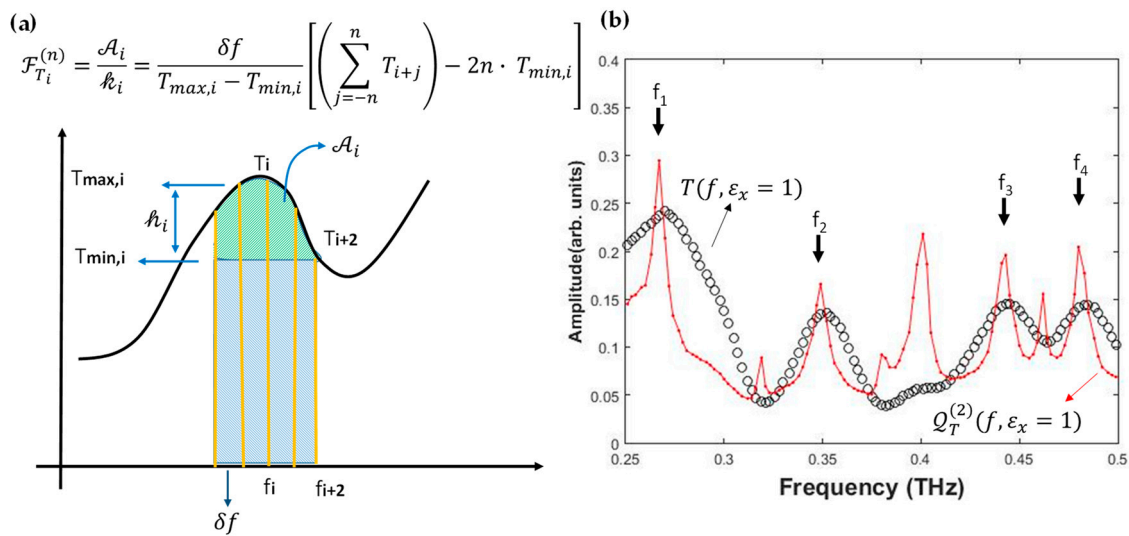 (a)
ℱ_{T_i}^{(n)} = 𝒜_i / 𝒽_i = δf / (T_{max,i} − T_{min,i}) [ ( ∑_{j=−n}^{n} T_{i+j} ) − 2n · T_{min,i} ]
𝒜_i
T_i
T_{max,i}
𝒽_i
T_{i+2}
T_{min,i}
f_i
f_{i+2}
δf
(b)
0.4
0.35
0.3
0.25
0.2
0.15
0.1
0.05
0
Amplitude(arb. units)
f_1
f_2
f_3
f_4
T(f, ε_x = 1)
𝒬_T^{(2)}(f, ε_x = 1)
0.25
0.3
0.35
0.4
0.45
0.5
Frequency (THz)